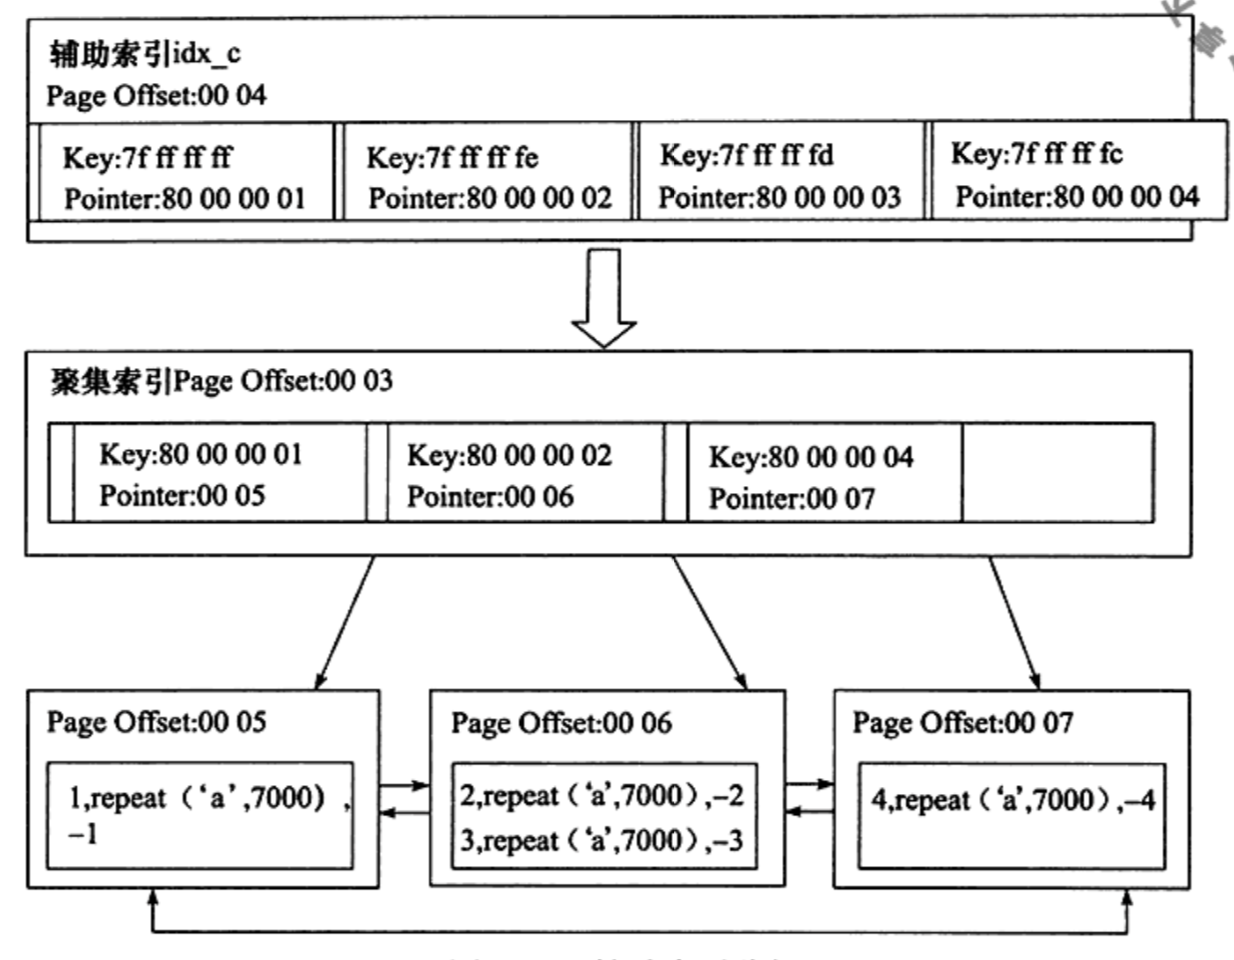 辅助索引idx_c
Page Offset:00 04
Key:7f ff ff ff
Pointer:80 00 00 01
Key:7f ff ff fe
Pointer:80 00 00 02
Key:7f ff ff fd
Pointer:80 00 00 03
Key:7f ff ff fc
Pointer:80 00 00 04
聚集索引Page Offset:00 03
Key:80 00 00 01
Pointer:00 05
Key:80 00 00 02
Pointer:00 06
Key:80 00 00 04
Pointer:00 07
Page Offset:00 05
1,repeat（‘a’,7000）,
–1
Page Offset:00 06
2,repeat（‘a’,7000）,–2
3,repeat（‘a’,7000）,–3
Page Offset:00 07
4,repeat（‘a’,7000）,–4